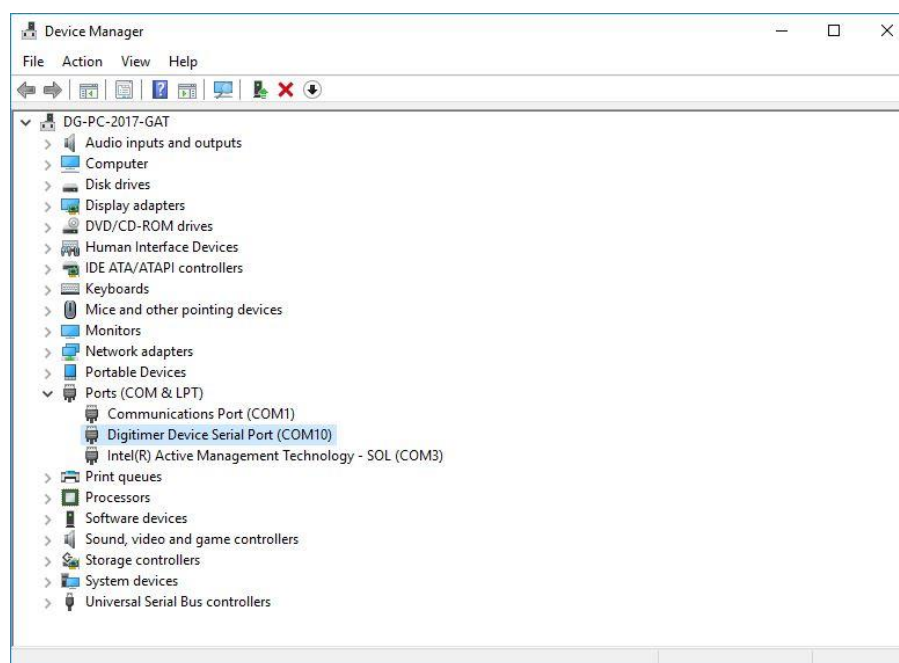 Device Manager
File Action View Help
DG-PC-2017-GAT
Audio inputs and outputs
Computer
Disk drives
Display adapters
DVD/CD-ROM drives
Human Interface Devices
IDE ATA/ATAPI controllers
Keyboards
Mice and other pointing devices
Monitors
Network adapters
Portable Devices
Ports (COM & LPT)
Communications Port (COM1)
Digitimer Device Serial Port (COM10)
Intel(R) Active Management Technology - SOL (COM3)
Print queues
Processors
Software devices
Sound, video and game controllers
Storage controllers
System devices
Universal Serial Bus controllers